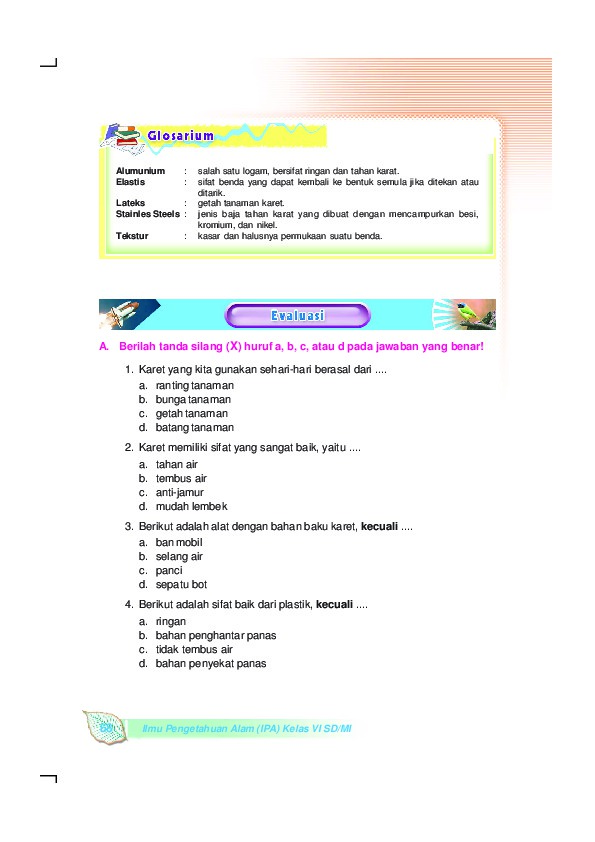 Glosarium
Alumunium : salah satu logam, bersifat ringan dan tahan karat.
Elastis : sifat benda yang dapat kembali ke bentuk semula jika ditekan atau
ditarik.
Lateks : getah tanaman karet.
Stainles Steels : jenis baja tahan karat yang dibuat dengan mencampurkan besi,
kromium, dan nikel.
Tekstur : kasar dan halusnya permukaan suatu benda.
Evaluasi
A. Berilah tanda silang (X) huruf a, b, c, atau d pada jawaban yang benar!
1. Karet yang kita gunakan sehari-hari berasal dari ....
a. ranting tanaman
b. bunga tanaman
c. getah tanaman
d. batang tanaman
2. Karet memiliki sifat yang sangat baik, yaitu ....
a. tahan air
b. tembus air
c. anti-jamur
d. mudah lembek
3. Berikut adalah alat dengan bahan baku karet, kecuali ....
a. ban mobil
b. selang air
c. panci
d. sepatu bot
4. Berikut adalah sifat baik dari plastik, kecuali ....
a. ringan
b. bahan penghantar panas
c. tidak tembus air
d. bahan penyekat panas
Ilmu Pengetahuan Alam (IPA) Kelas VI SD/MI